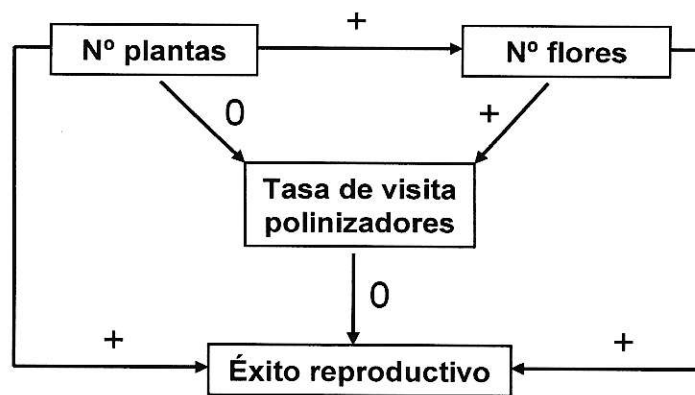 +
Nº plantas
Nº flores
0
+
Tasa de visita
polinizadores
0
+
+
Éxito reproductivo